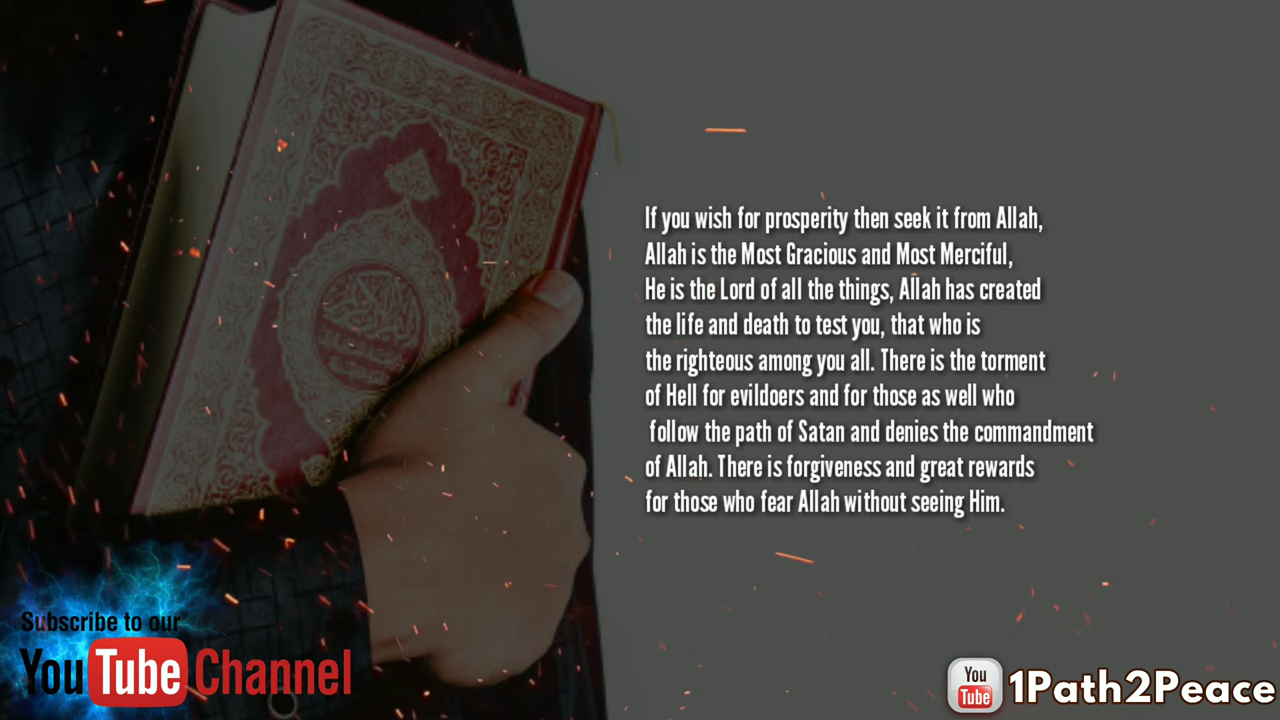 If you wish for prosperity then seek it from Allah,
Allah is the Most Gracious and Most Merciful,
He is the Lord of all the things, Allah has created
the life and death to test you, that who is
the righteous among you all. There is the torment
of Hell for evildoers and for those as well who
follow the path of Satan and denies the commandment
of Allah. There is forgiveness and great rewards
for those who fear Allah without seeing Him.
Subscribe to our
YouTube Channel
You
Tube
1Path2Peace